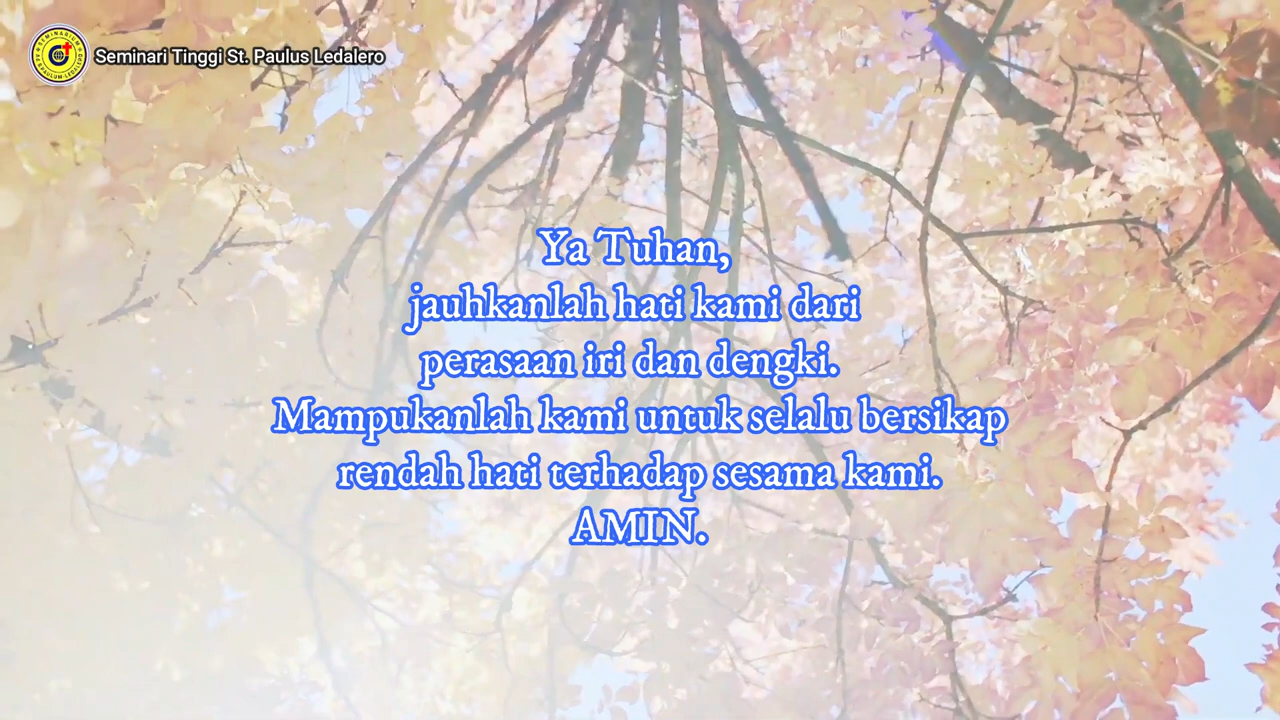 Seminari Tinggi St. Paulus Ledalero
Ya Tuhan,
jauhkanlah hati kami dari
perasaan iri dan dengki.
Mampukanlah kami untuk selalu bersikap
rendah hati terhadap sesama kami.
AMIN.